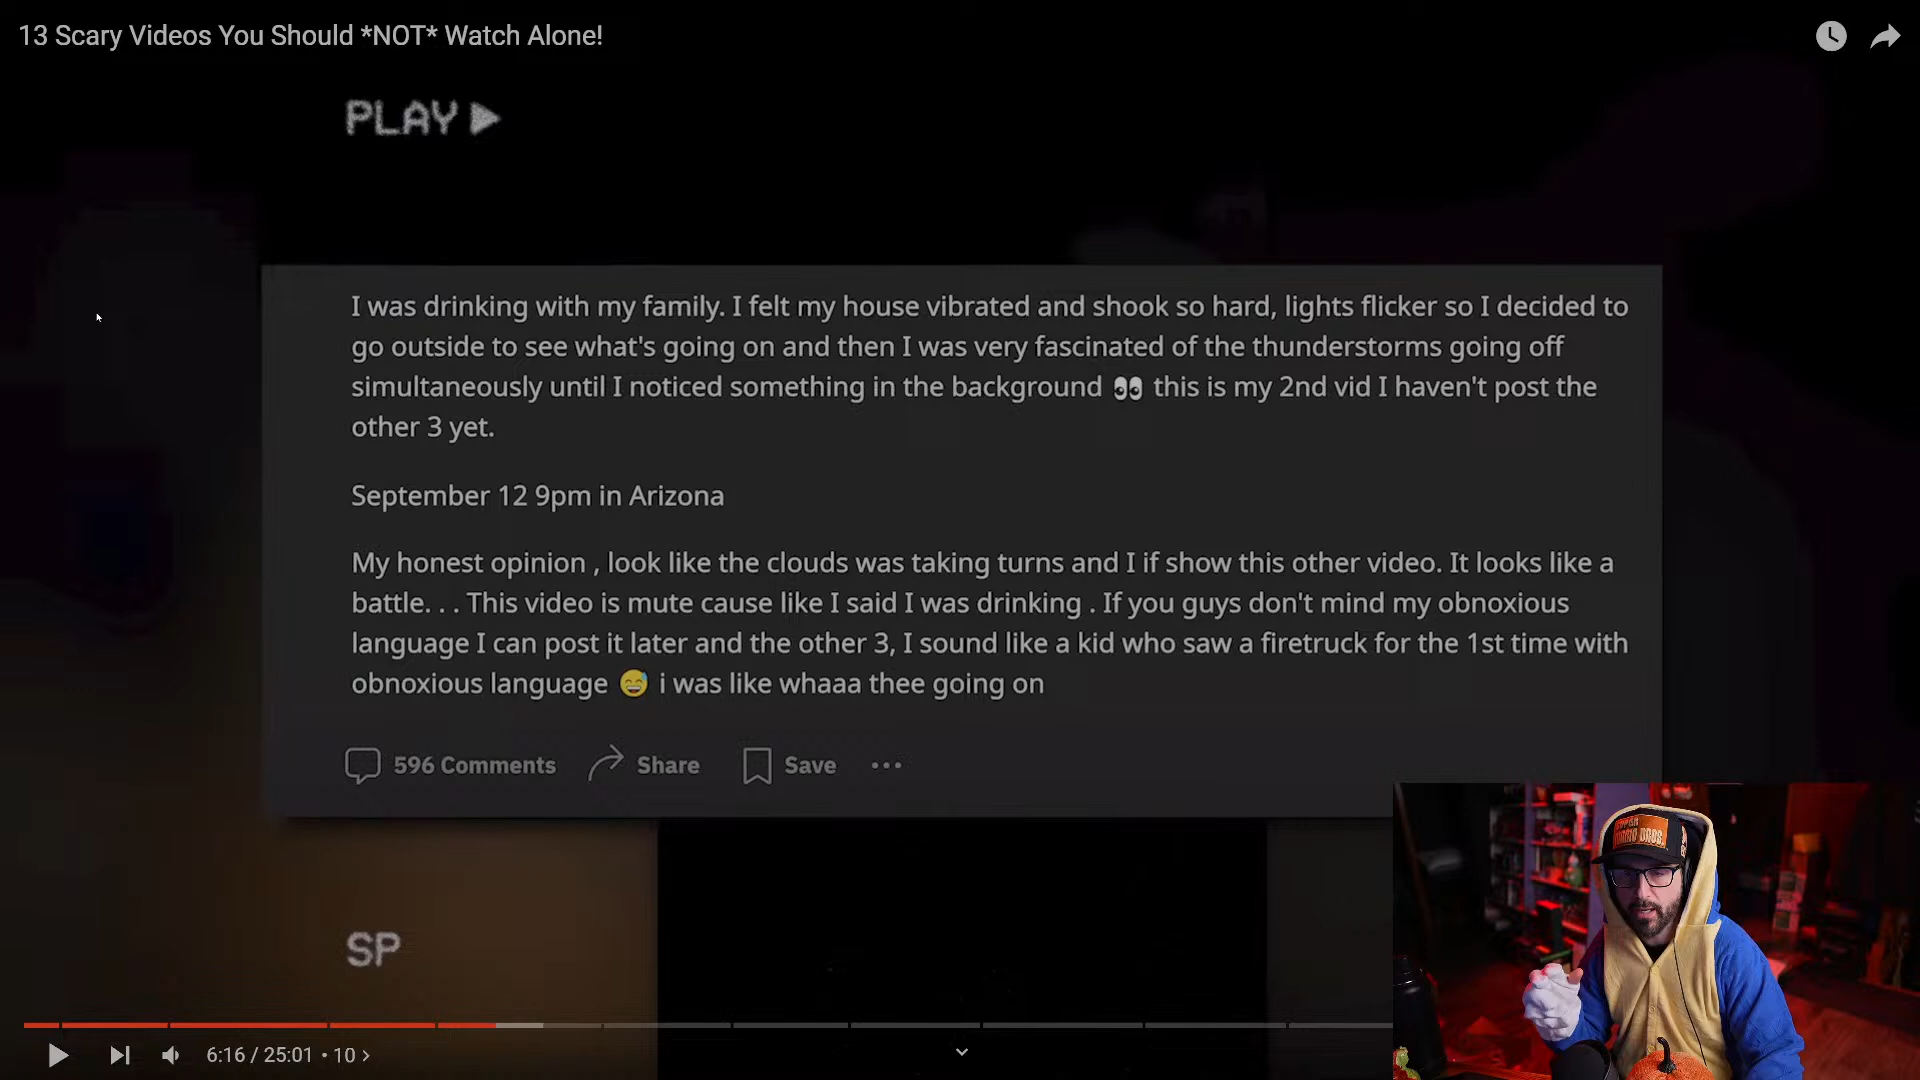 13 Scary Videos You Should *NOT* Watch Alone!
PLAY
I was drinking with my family. I felt my house vibrated and shook so hard, lights flicker so I decided to
go outside to see what's going on and then I was very fascinated of the thunderstorms going off
simultaneously until I noticed something in the background 👀 this is my 2nd vid I haven't post the
other 3 yet.
September 12 9pm in Arizona
My honest opinion , look like the clouds was taking turns and I if show this other video. It looks like a
battle. . . This video is mute cause like I said I was drinking . If you guys don't mind my obnoxious
language I can post it later and the other 3, I sound like a kid who saw a firetruck for the 1st time with
obnoxious language 😅 i was like whaaa thee going on
596 Comments Share Save ...
SUPER
MARIO BROS.
SP
6:16 / 25:01 • 10 >